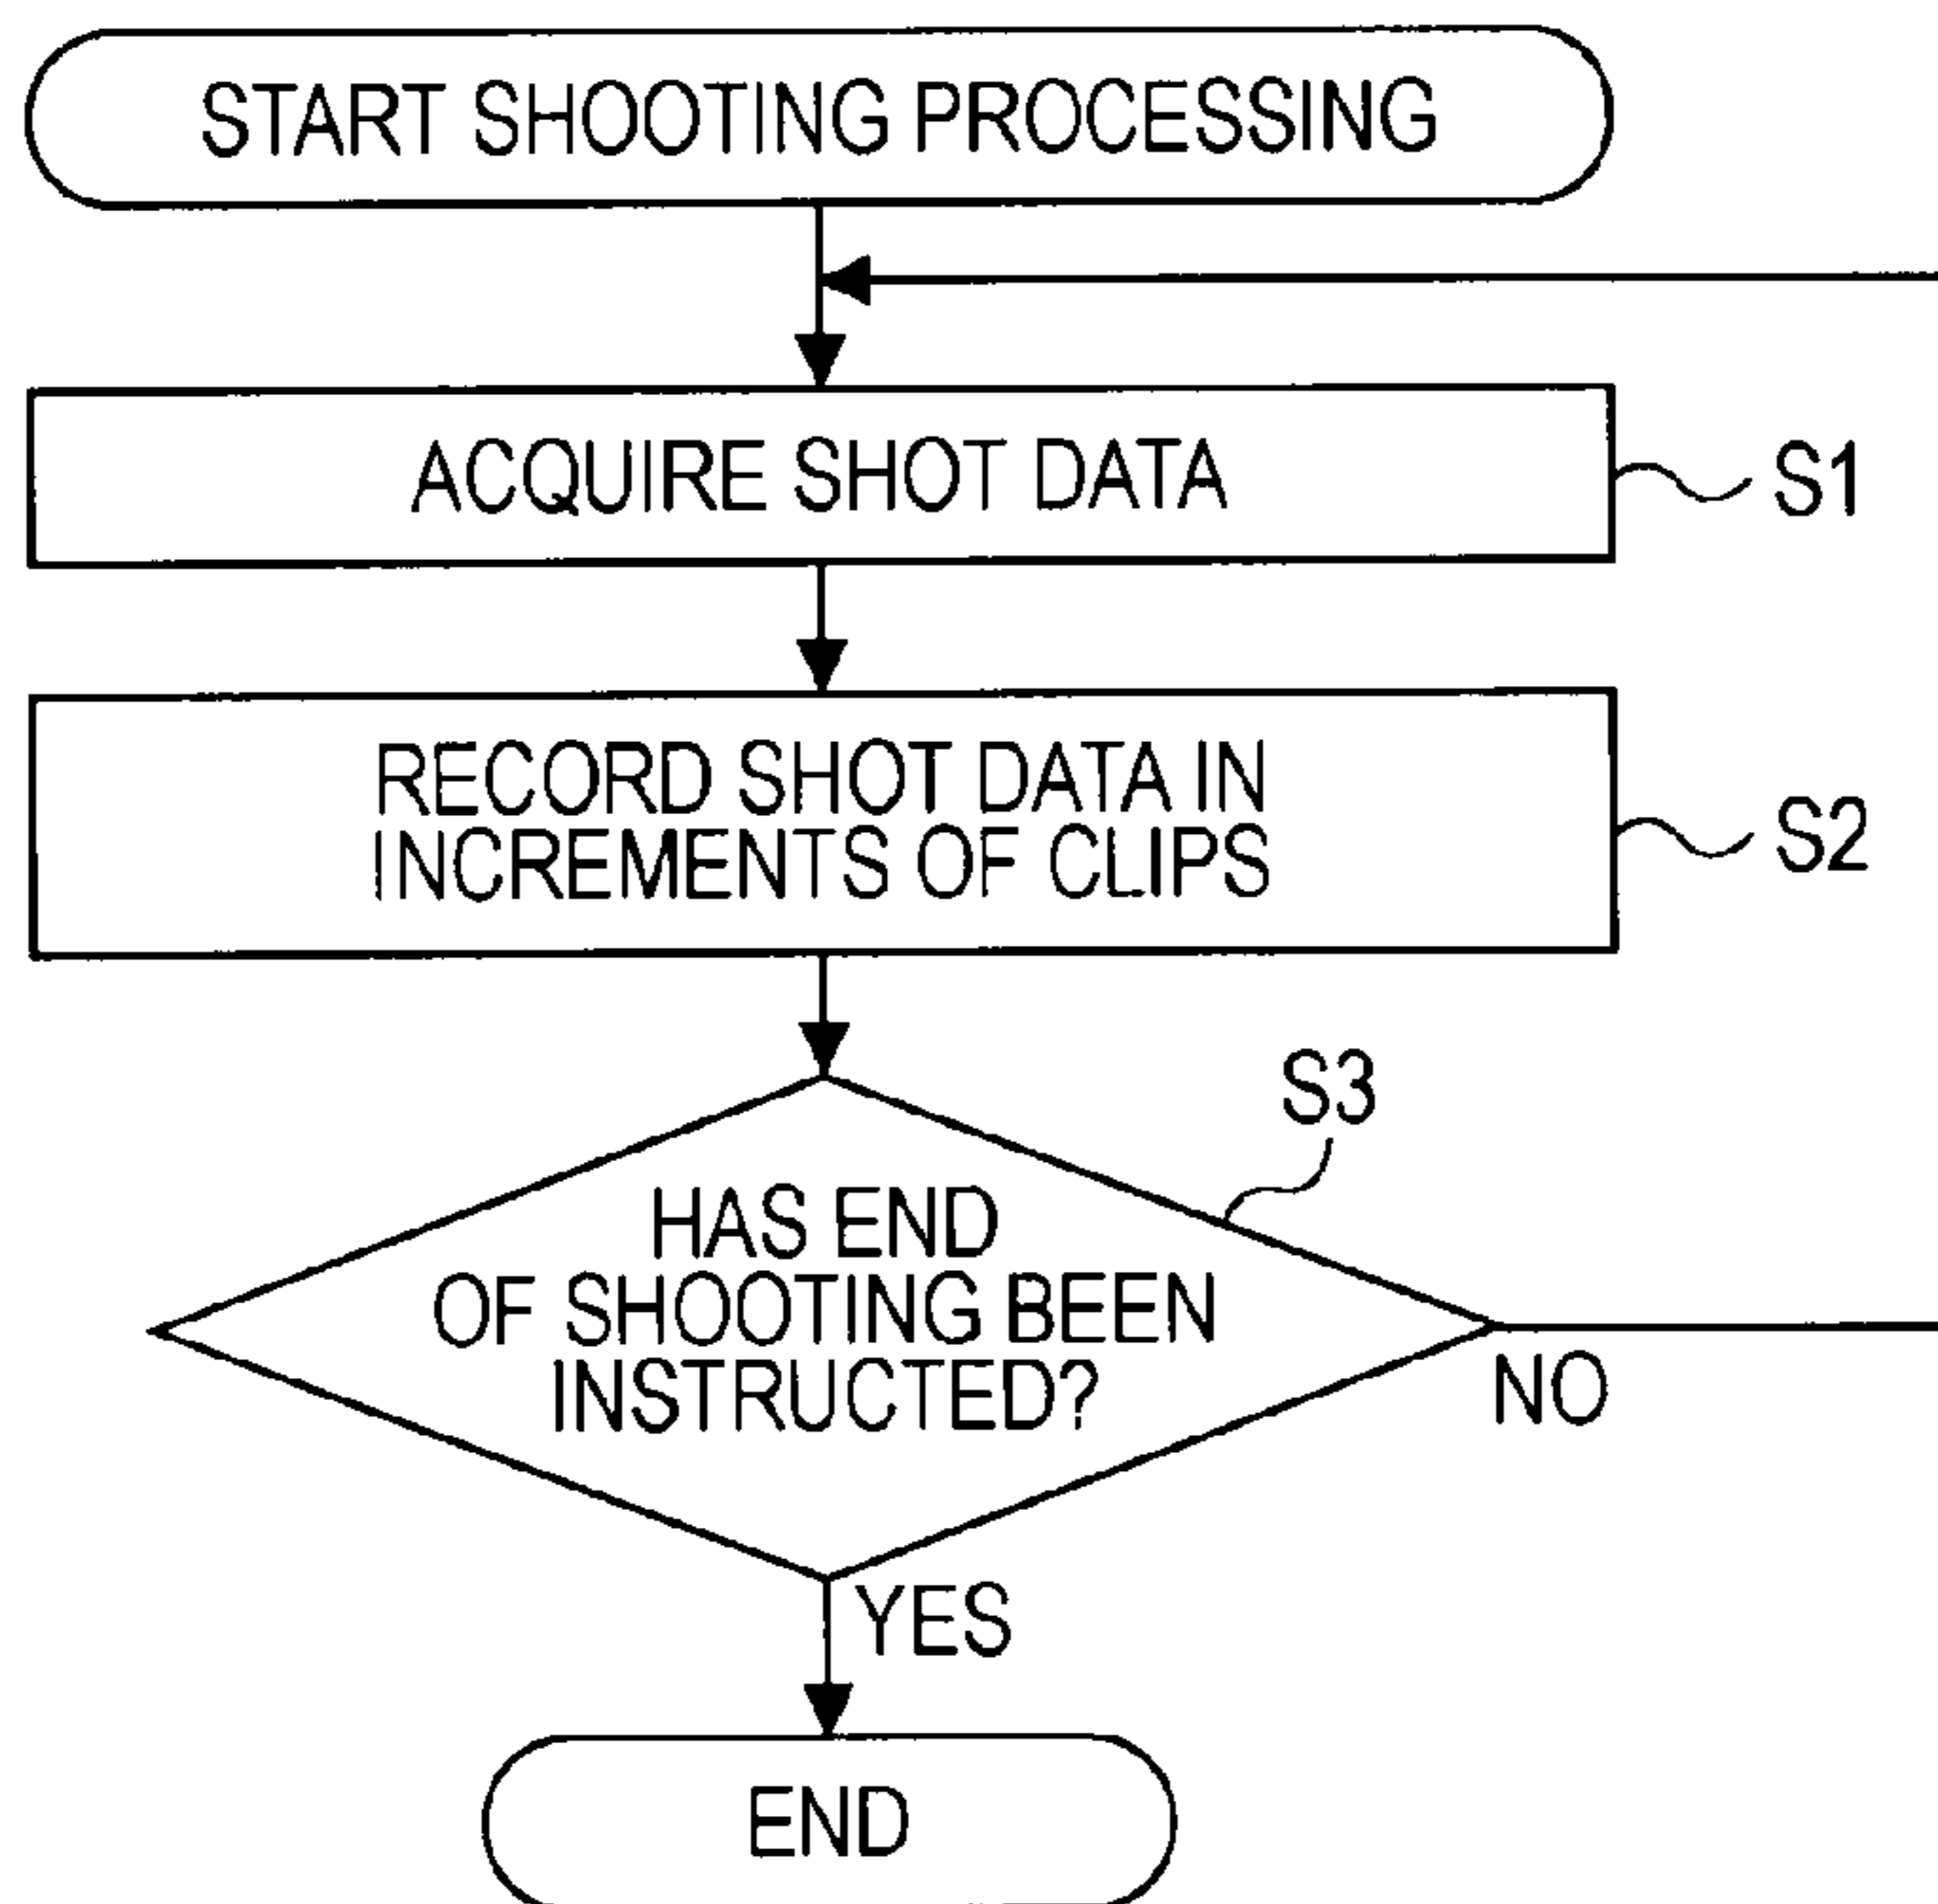 START SHOOTING PROCESSING
ACQUIRE SHOT DATA
S1
RECORD SHOT DATA IN
INCREMENTS OF CLIPS
S2
S3
HAS END
OF SHOOTING BEEN
INSTRUCTED?
NO
YES
END